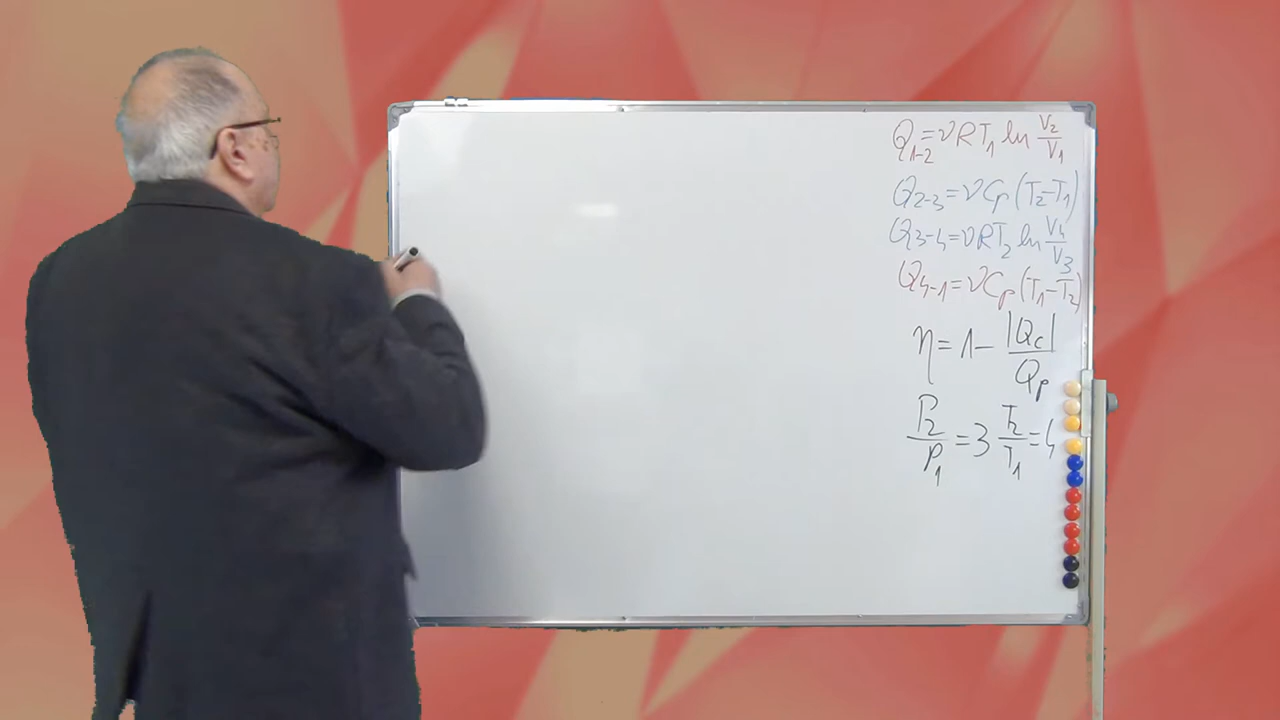 Q₁₋₂=νRT₁ ln V₂/V₁
Q₂₋₃=νCp(T₂-T₁)
Q₃₋₄=νRT₂ ln V₄/V₃
Q₄₋₁=νCp(T₁-T₂)
η=1-|Qc|/Qp
P₂/P₁=3 T₂/T₁=4